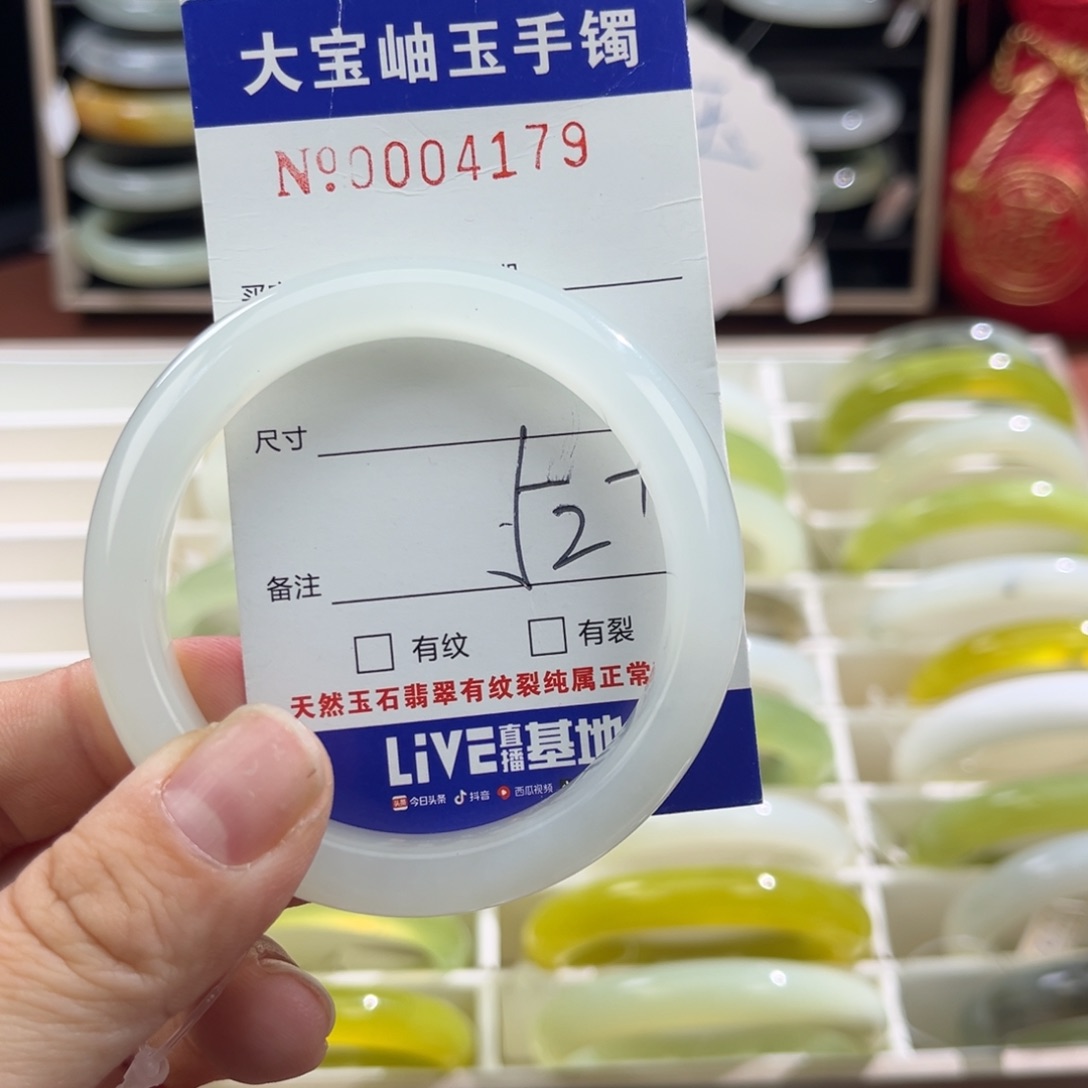 大宝岫玉手镯
№0004179
尺寸
备注
2
有纹 有裂
天然玉石翡翠有纹裂纯属正常
LiVE直播基地
今日头条 抖音 西瓜视频